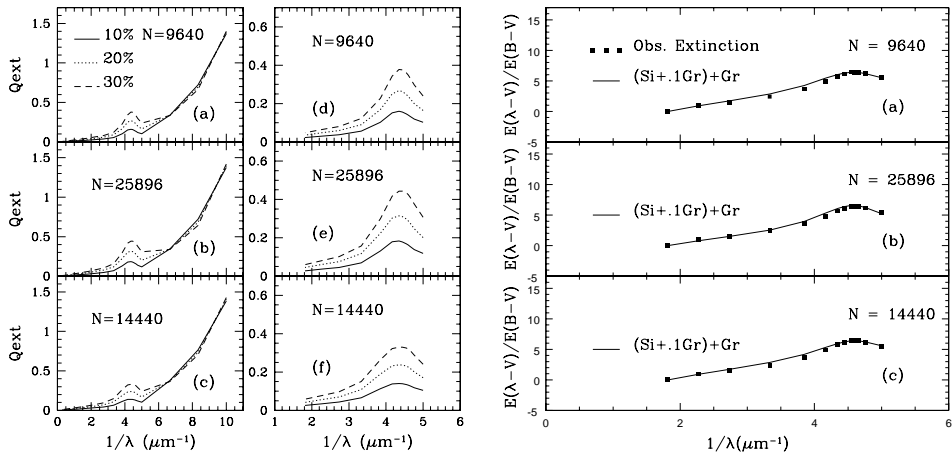 Qext
1.5
1
0.5
0
10% N=9640
20%
30%
(a)
1.5
1
0.5
0
Qext
N=25896
(b)
1.5
1
0.5
0
Qext
N=14440
(c)
0 2 4 6 8 10
1/λ (μm⁻¹)
0.6
0.4
0.2
0
N=9640
(d)
0.6
0.4
0.2
0
N=25896
(e)
0.6
0.4
0.2
0
N=14440
(f)
1 2 3 4 5 6
1/λ (μm⁻¹)
E(λ−V)/E(B−V)
15
10
5
0
-5
Obs. Extinction
N = 9640
(Si+.1Gr)+Gr
(a)
E(λ−V)/E(B−V)
15
10
5
0
-5
N = 25896
(Si+.1Gr)+Gr
(b)
E(λ−V)/E(B−V)
15
10
5
0
-5
N = 14440
(Si+.1Gr)+Gr
(c)
0 2 4 6
1/λ(μm⁻¹)